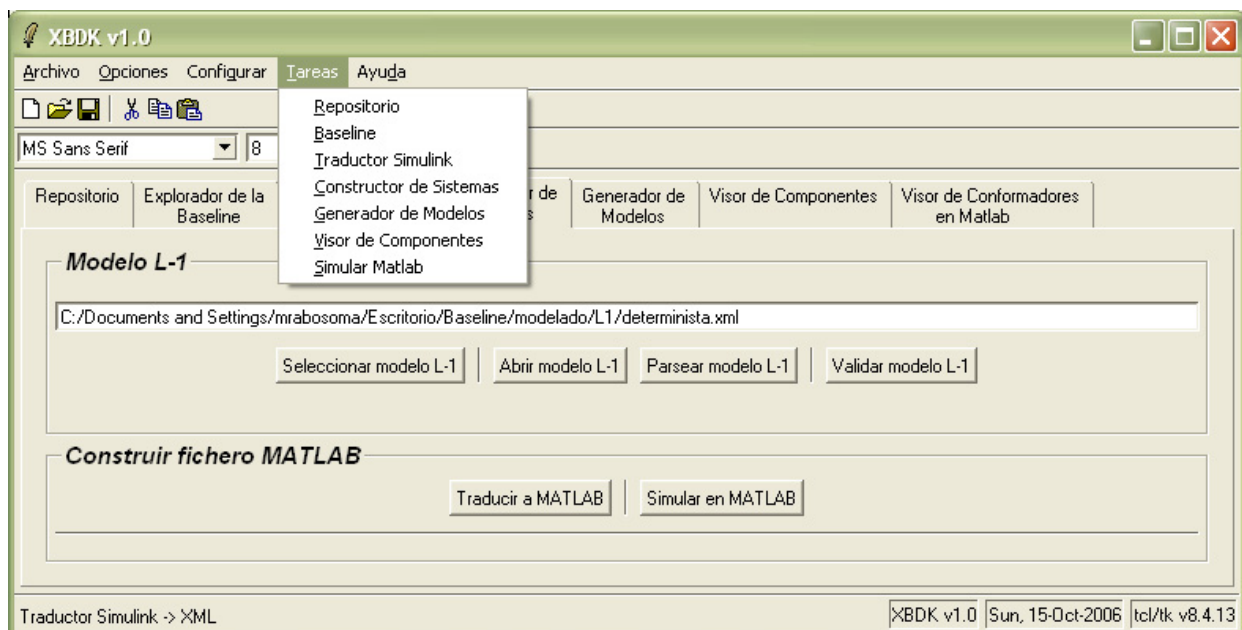 XBDK v1.0
Archivo Opciones Configurar Tareas Ayuda
MS Sans Serif 8
Repositorio
Baseline
Traductor Simulink
Constructor de Sistemas
Generador de Modelos
Visor de Componentes
Simular Matlab
Repositorio
Explorador de la
Baseline
de
Generador de
Modelos
Visor de Componentes
Visor de Conformadores
en Matlab
Modelo L-1
C:/Documents and Settings/mrabosoma/Escritorio/Baseline/modelado/L1/determinista.xml
Seleccionar modelo L-1 Abrir modelo L-1 Parsear modelo L-1 Validar modelo L-1
Construir fichero MATLAB
Traducir a MATLAB Simular en MATLAB
Traductor Simulink -> XML XBDK v1.0 Sun, 15-Oct-2006 tcl/tk v8.4.13